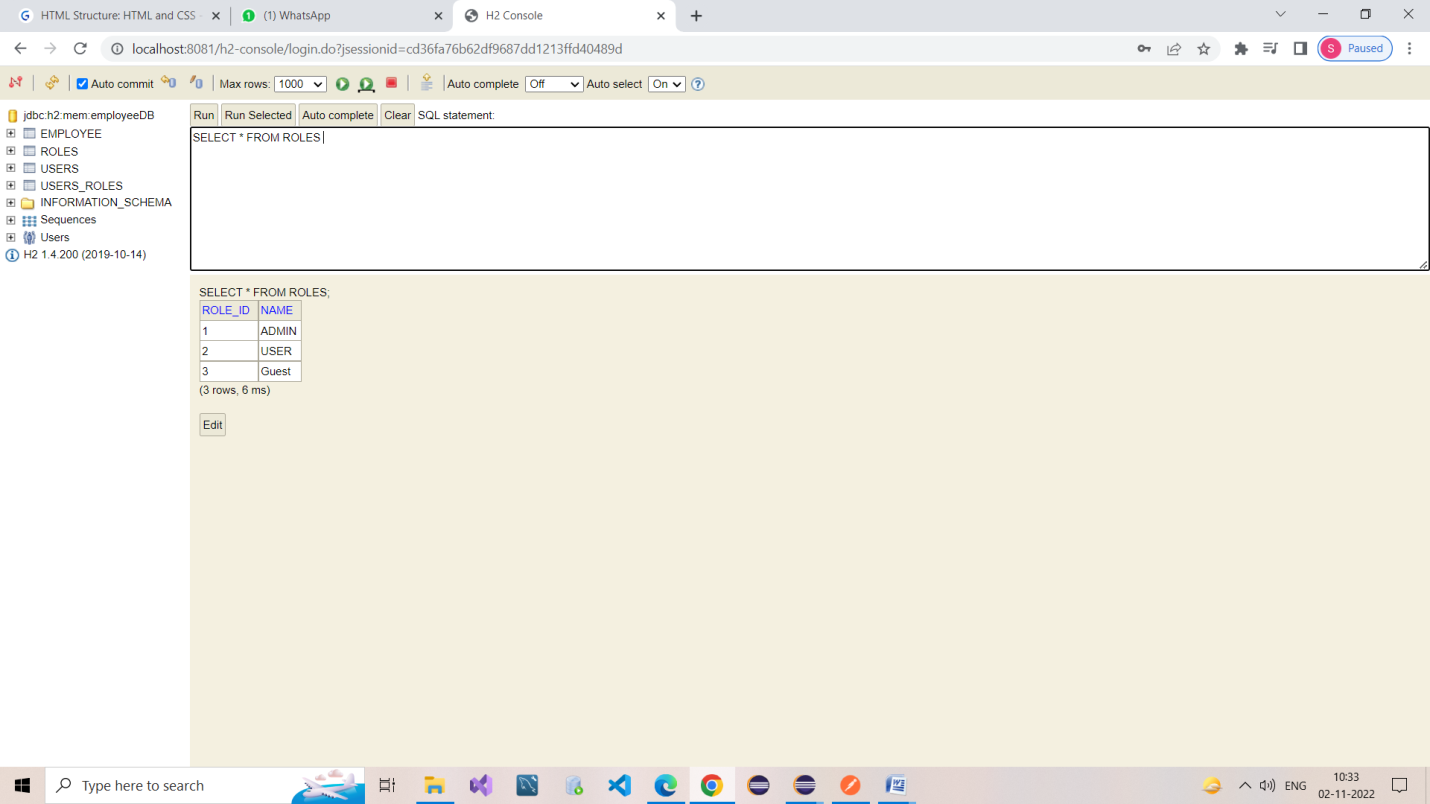 HTML Structure: HTML and CSS
(1) WhatsApp
H2 Console
localhost:8081/h2-console/login.do?jsessionid=cd36fa76b62df9687dd1213ffd40489d
S Paused
Auto commit Max rows: 1000 Auto complete Off Auto select On
jdbc:h2:mem:employeeDB
EMPLOYEE
ROLES
USERS
USERS_ROLES
INFORMATION_SCHEMA
Sequences
Users
H2 1.4.200 (2019-10-14)
Run Run Selected Auto complete Clear SQL statement:
SELECT * FROM ROLES
SELECT * FROM ROLES;
ROLE_ID NAME
1 ADMIN
2 USER
3 Guest
(3 rows, 6 ms)
Edit
Type here to search
ENG
10:33
02-11-2022